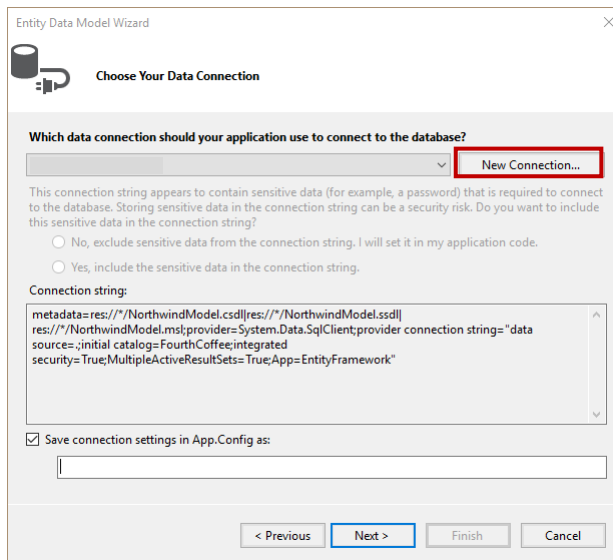 Entity Data Model Wizard
Choose Your Data Connection
Which data connection should your application use to connect to the database?
New Connection...
This connection string appears to contain sensitive data (for example, a password) that is required to connect
to the database. Storing sensitive data in the connection string can be a security risk. Do you want to include
this sensitive data in the connection string?
No, exclude sensitive data from the connection string. I will set it in my application code.
Yes, include the sensitive data in the connection string.
Connection string:
metadata=res://*/NorthwindModel.csdl|res://*/NorthwindModel.ssdl|
res://*/NorthwindModel.msl;provider=System.Data.SqlClient;provider connection string="data
source=.;initial catalog=FourthCoffee;integrated
security=True;MultipleActiveResultSets=True;App=EntityFramework"
Save connection settings in App.Config as:
< Previous
Next >
Finish
Cancel